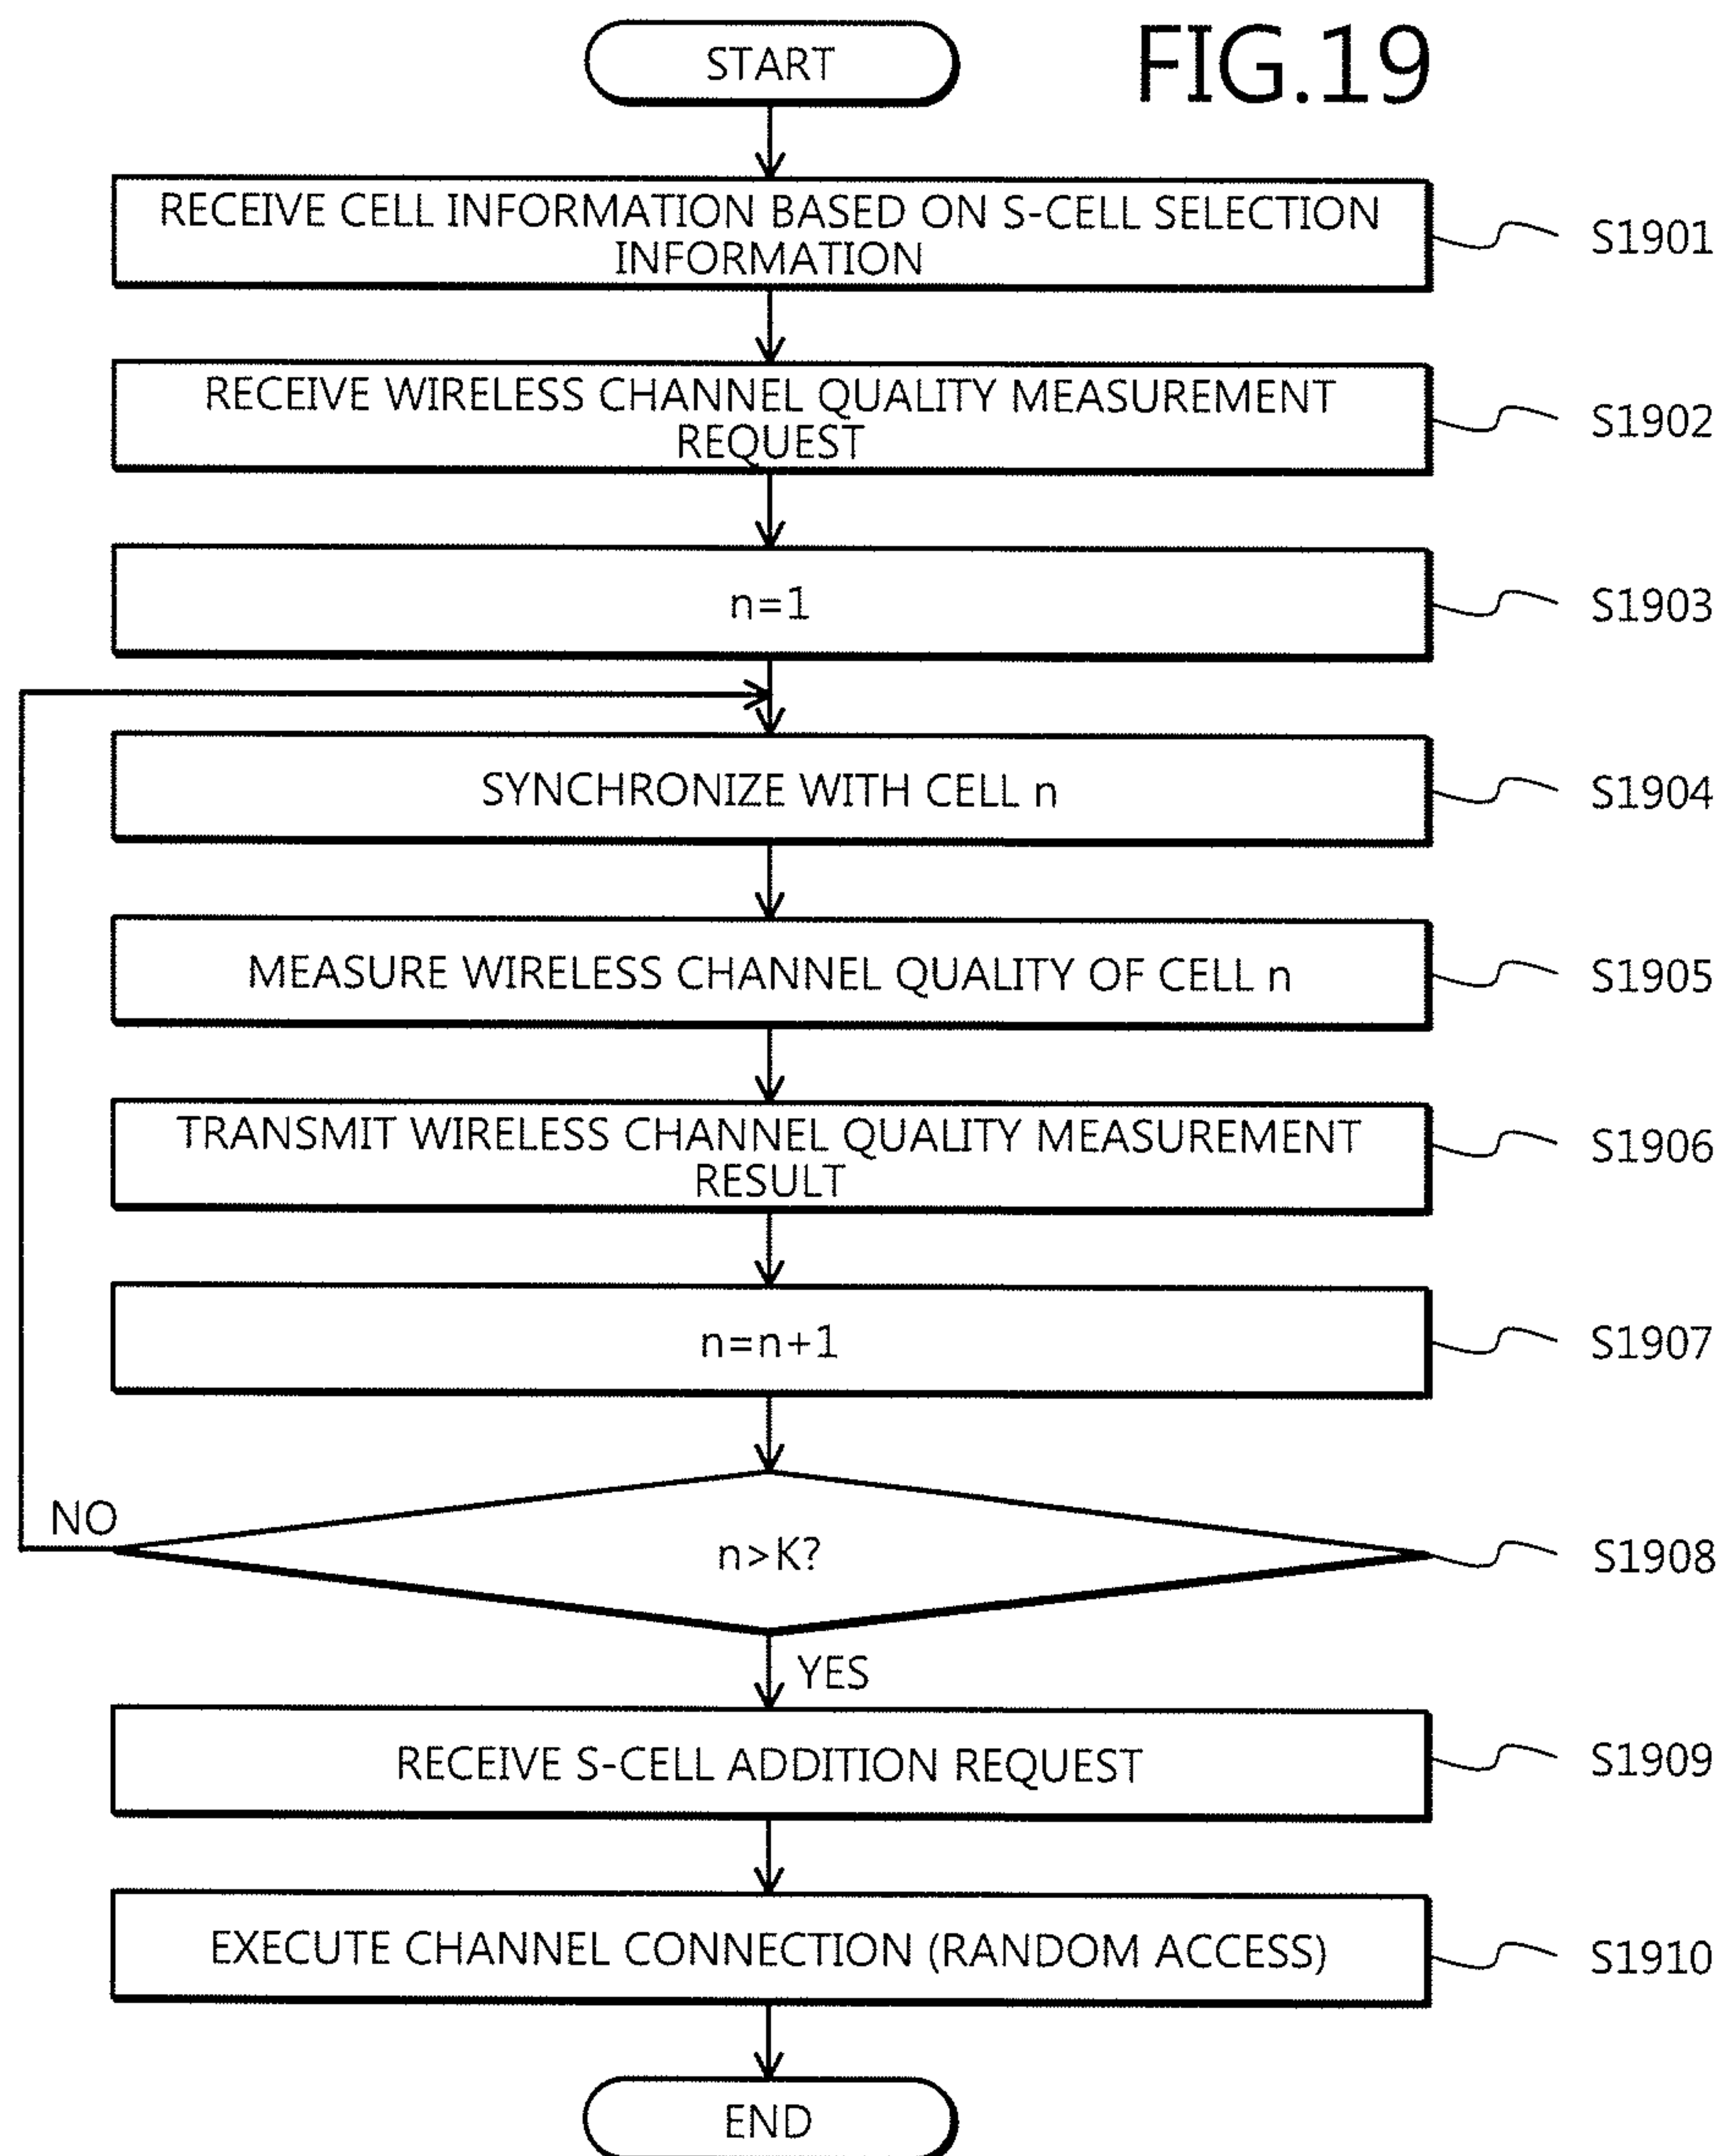 FIG.19
START
RECEIVE CELL INFORMATION BASED ON S-CELL SELECTION
INFORMATION
S1901
RECEIVE WIRELESS CHANNEL QUALITY MEASUREMENT
REQUEST
S1902
n=1
S1903
SYNCHRONIZE WITH CELL n
S1904
MEASURE WIRELESS CHANNEL QUALITY OF CELL n
S1905
TRANSMIT WIRELESS CHANNEL QUALITY MEASUREMENT
RESULT
S1906
n=n+1
S1907
NO
n>K?
S1908
YES
RECEIVE S-CELL ADDITION REQUEST
S1909
EXECUTE CHANNEL CONNECTION (RANDOM ACCESS)
S1910
END